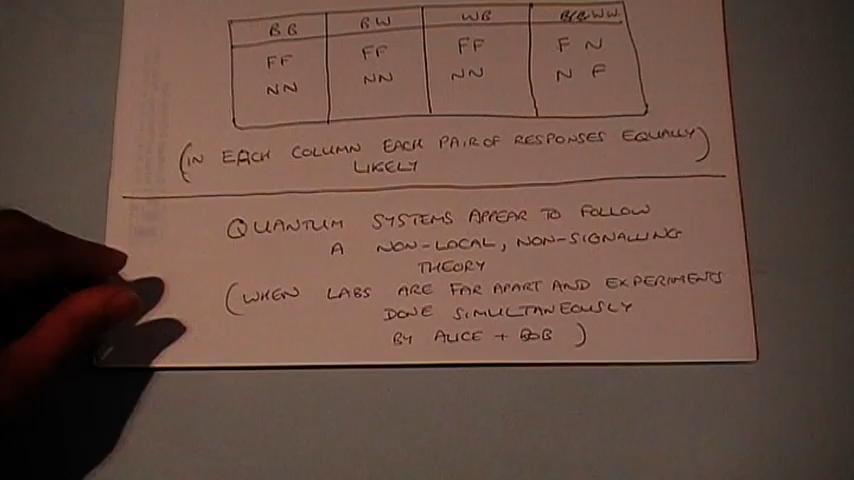 BB BW WB WW
FF FF FF F N
NN NN NN N F
(IN EACH COLUMN EACH PAIR OF RESPONSES EQUALLY
LIKELY)
QUANTUM SYSTEMS APPEAR TO FOLLOW
A NON-LOCAL, NON-SIGNALLING
THEORY
(WHEN LABS ARE FAR APART AND EXPERIMENTS
DONE SIMULTANEOUSLY
BY ALICE + BOB)